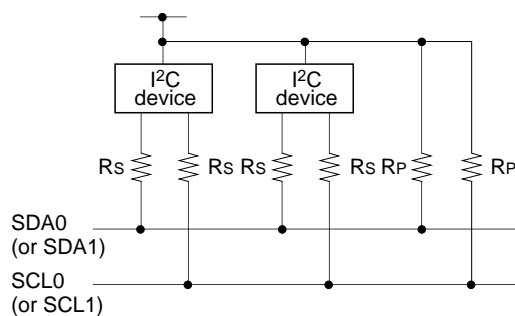 I²C
device
I²C
device
RS
RS
RS
RS
RP
RP
SDA0
(or SDA1)
SCL0
(or SCL1)